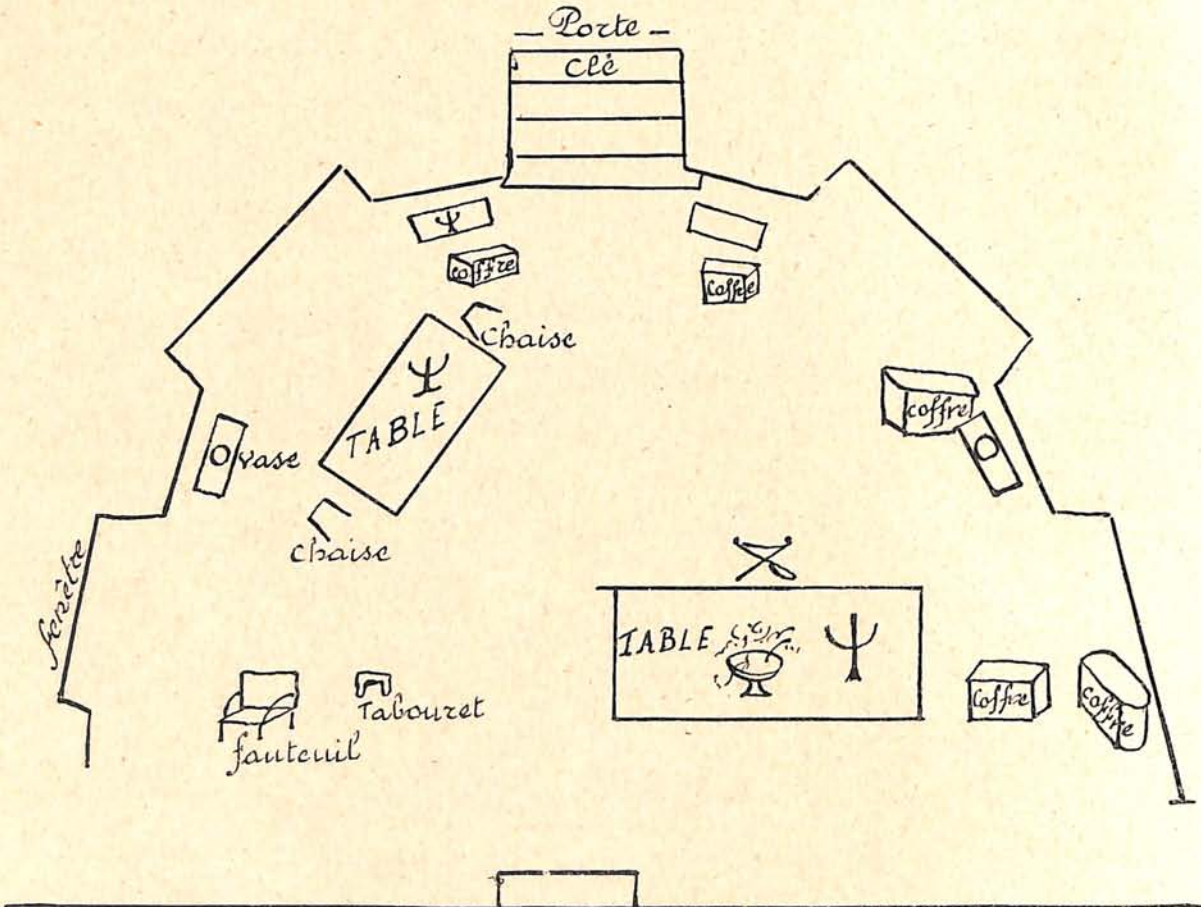 – Porte –
Clé
coffre
coffre
Chaise
TABLE
coffre
vase
chaise
fenêtre
TABLE
Tabouret
fauteuil
coffre
coffre